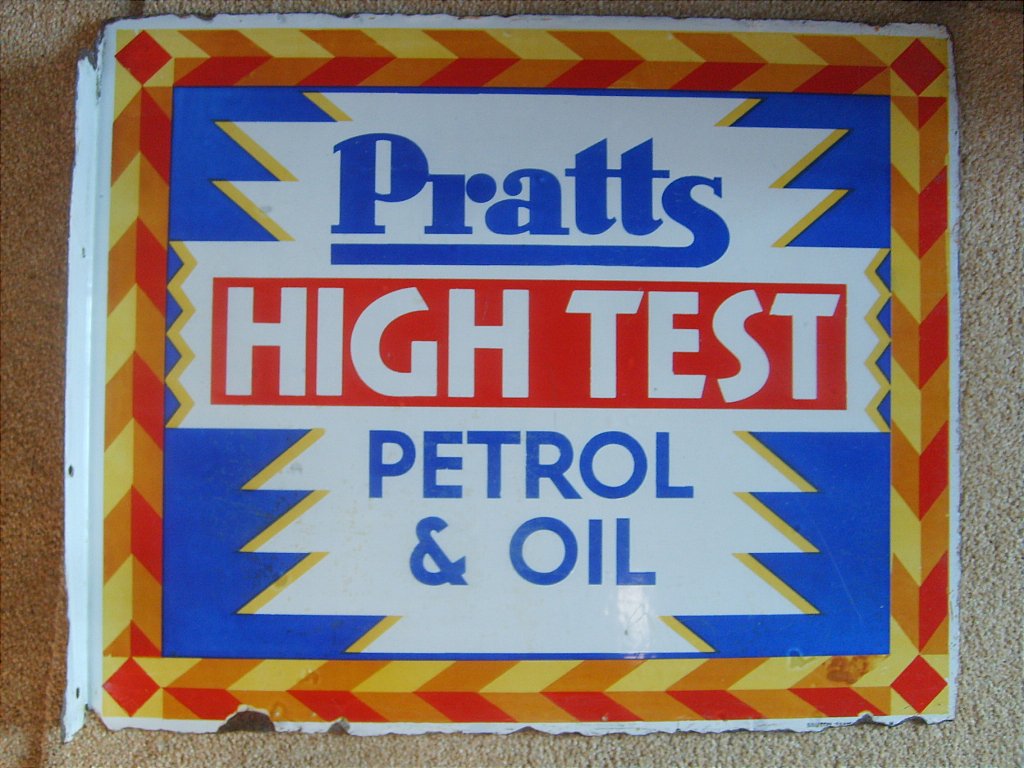 Pratts
HIGH TEST
PETROL
& OIL